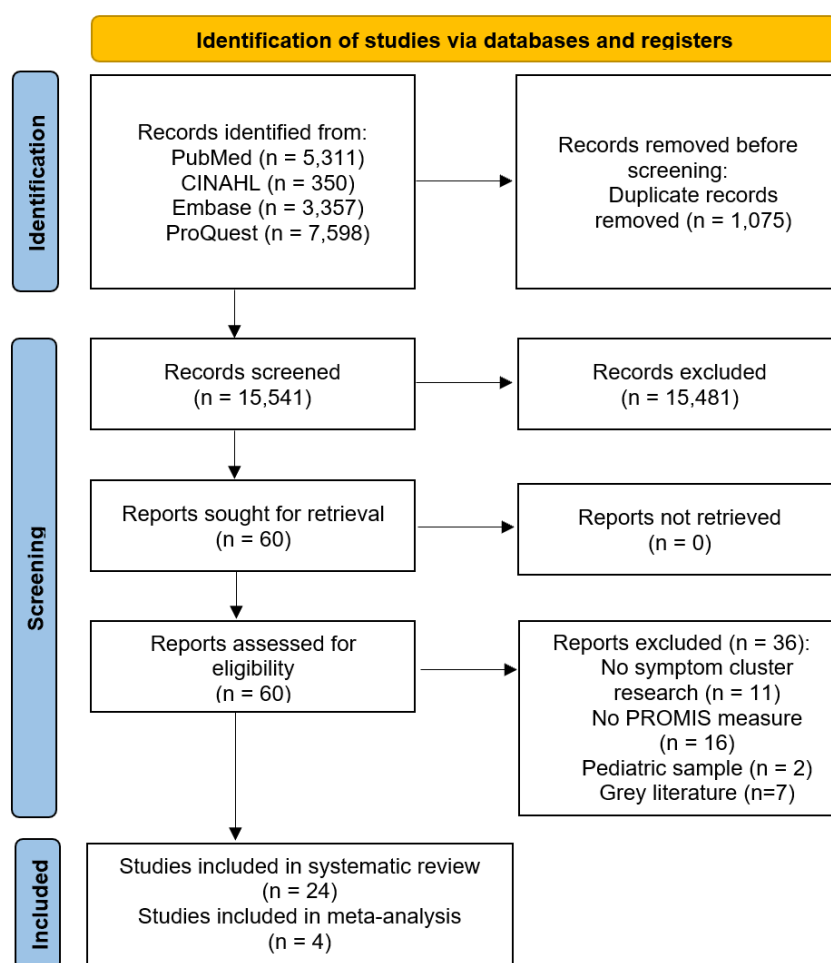 Identification of studies via databases and registers
Identification
Records identified from:
PubMed (n = 5,311)
CINAHL (n = 350)
Embase (n = 3,357)
ProQuest (n = 7,598)
Records removed before
screening:
Duplicate records
removed (n = 1,075)
Screening
Records screened
(n = 15,541)
Records excluded
(n = 15,481)
Reports sought for retrieval
(n = 60)
Reports not retrieved
(n = 0)
Reports assessed for
eligibility
(n = 60)
Reports excluded (n = 36):
No symptom cluster
research (n = 11)
No PROMIS measure
(n = 16)
Pediatric sample (n = 2)
Grey literature (n=7)
Included
Studies included in systematic review
(n = 24)
Studies included in meta-analysis
(n = 4)